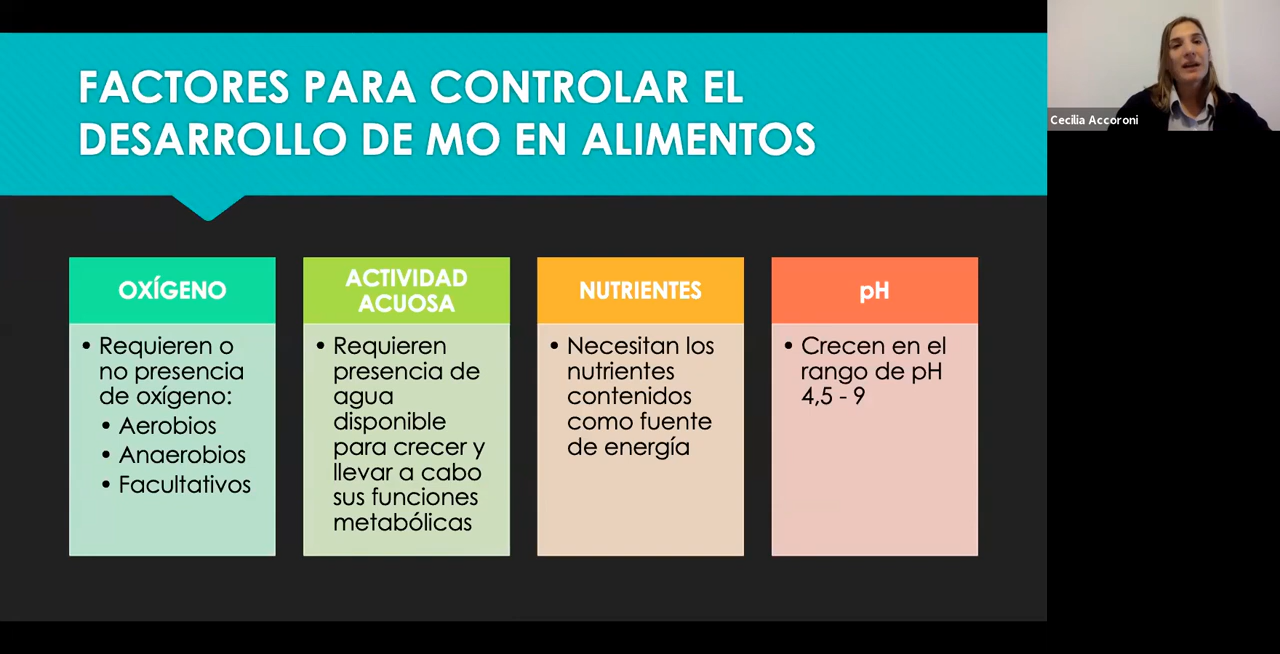 FACTORES PARA CONTROLAR EL
DESARROLLO DE MO EN ALIMENTOS
Cecilia Accoroni
OXÍGENO
• Requieren o
no presencia
de oxígeno:
• Aerobios
• Anaerobios
• Facultativos
ACTIVIDAD
ACUOSA
• Requieren
presencia de
agua
disponible
para crecer y
llevar a cabo
sus funciones
metabólicas
NUTRIENTES
• Necesitan los
nutrientes
contenidos
como fuente
de energía
pH
• Crecen en el
rango de pH
4,5 - 9